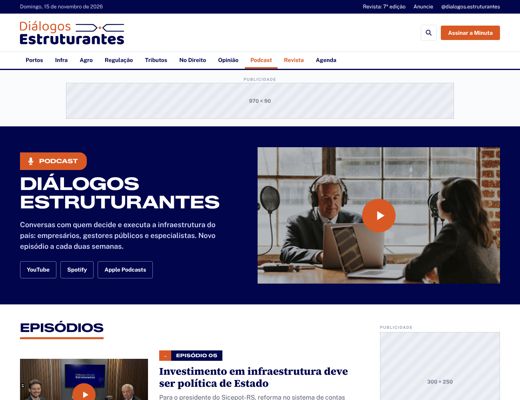 Domingo, 15 de novembro de 2026
Revista: 7ª edição
Anuncie
@dialogos.estruturantes
Diálogos
Estruturantes
Assinar a Minuta
Portos
Infra
Agro
Regulação
Tributos
No Direito
Opinião
Podcast
Revista
Agenda
PUBLICIDADE
970 × 90
PODCAST
DIÁLOGOS
ESTRUTURANTES
Conversas com quem decide e executa a infraestrutura do
país: empresários, gestores públicos e especialistas. Novo
episódio a cada duas semanas.
YouTube
Spotify
Apple Podcasts
EPISÓDIOS
EPISÓDIO 05
Investimento em infraestrutura deve
ser política de Estado
Para o presidente do Sicepot-RS, reforma no sistema de contas
PUBLICIDADE
300 × 250